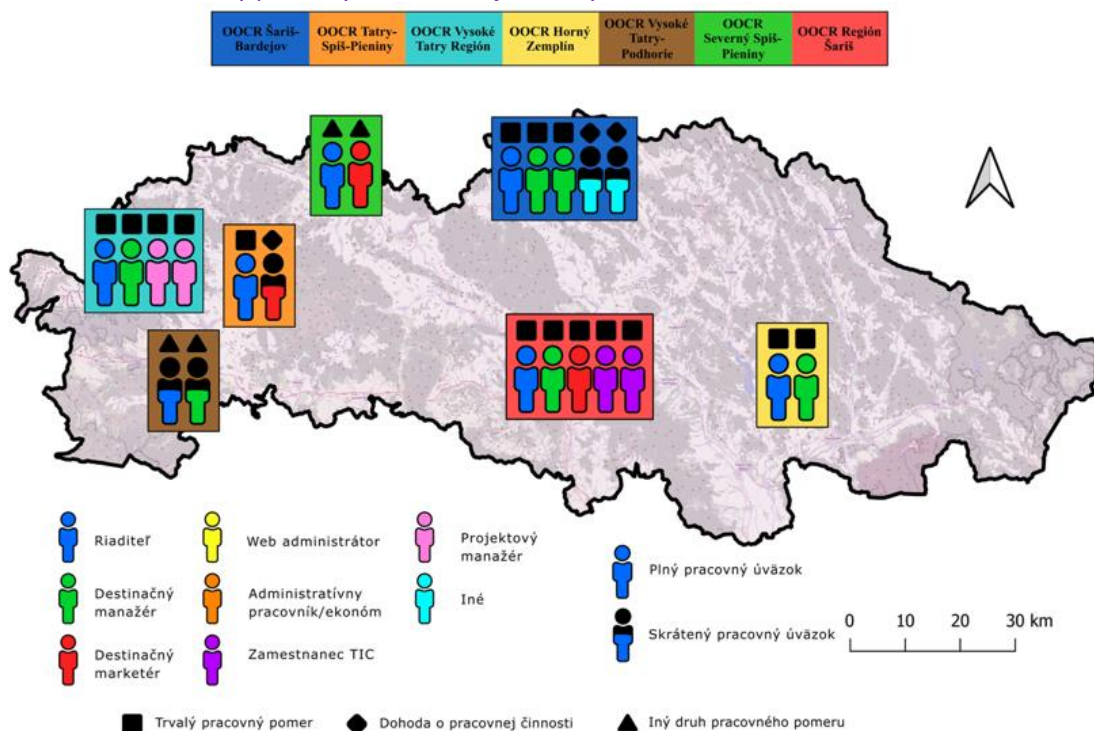 OOCR Šariš-
Bardejov
OOCR Tatry-
Spiš-Pieniny
OOCR Vysoké
Tatry Región
OOCR Horný
Zemplín
OOCR Vysoké
Tatry-
Podhorie
OOCR
Severný Spiš-
Pieniny
OOCR Región
Šariš
Riaditeľ
Web administrátor
Projektový
manažér
Plný pracovný úväzok
Destinačný
manažér
Administratívny
pracovník/ekonóm
Iné
Skrátený pracovný úväzok
0 10 20 30 km
Destinačný
marketér
Zamestnanec TIC
Trvalý pracovný pomer
Dohoda o pracovnej činnosti
Iný druh pracovného pomeru